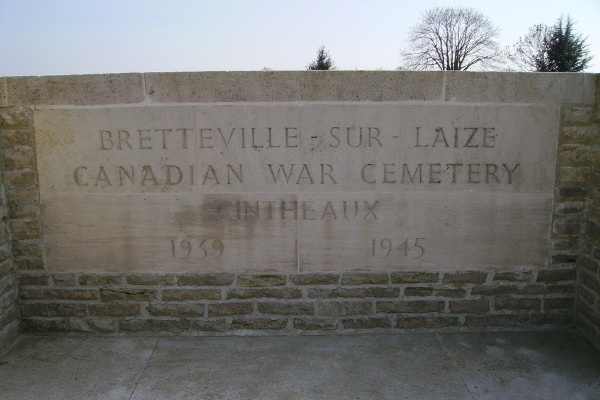 BRETTEVILLE-SUR-LAIZE
CANADIAN WAR CEMETERY
CINTHEAUX
1939 1945